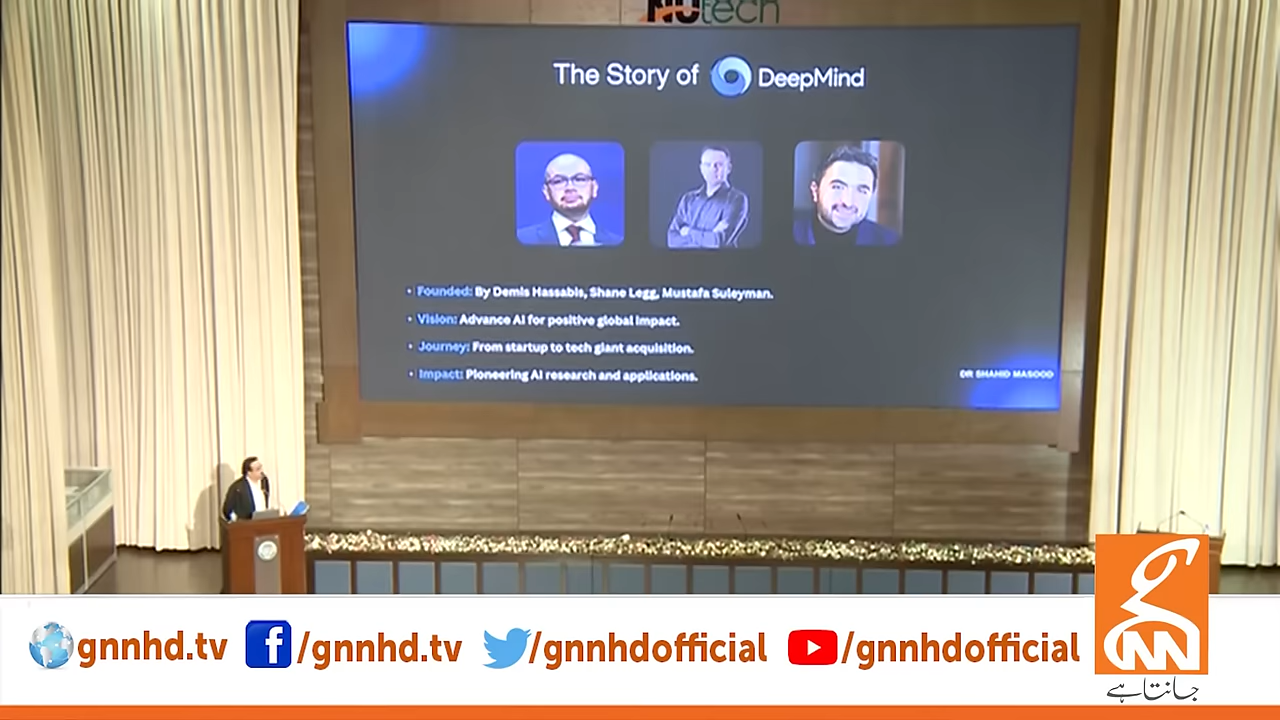 NUtech
The Story of DeepMind
• Founded: By Demis Hassabis, Shane Legg, Mustafa Suleyman.
• Vision: Advance AI for positive global impact.
• Journey: From startup to tech giant acquisition.
• Impact: Pioneering AI research and applications.
DR SHAHID MASOOD
gnnhd.tv /gnnhd.tv /gnnhdofficial /gnnhdofficial
GNN
جانتا ہے